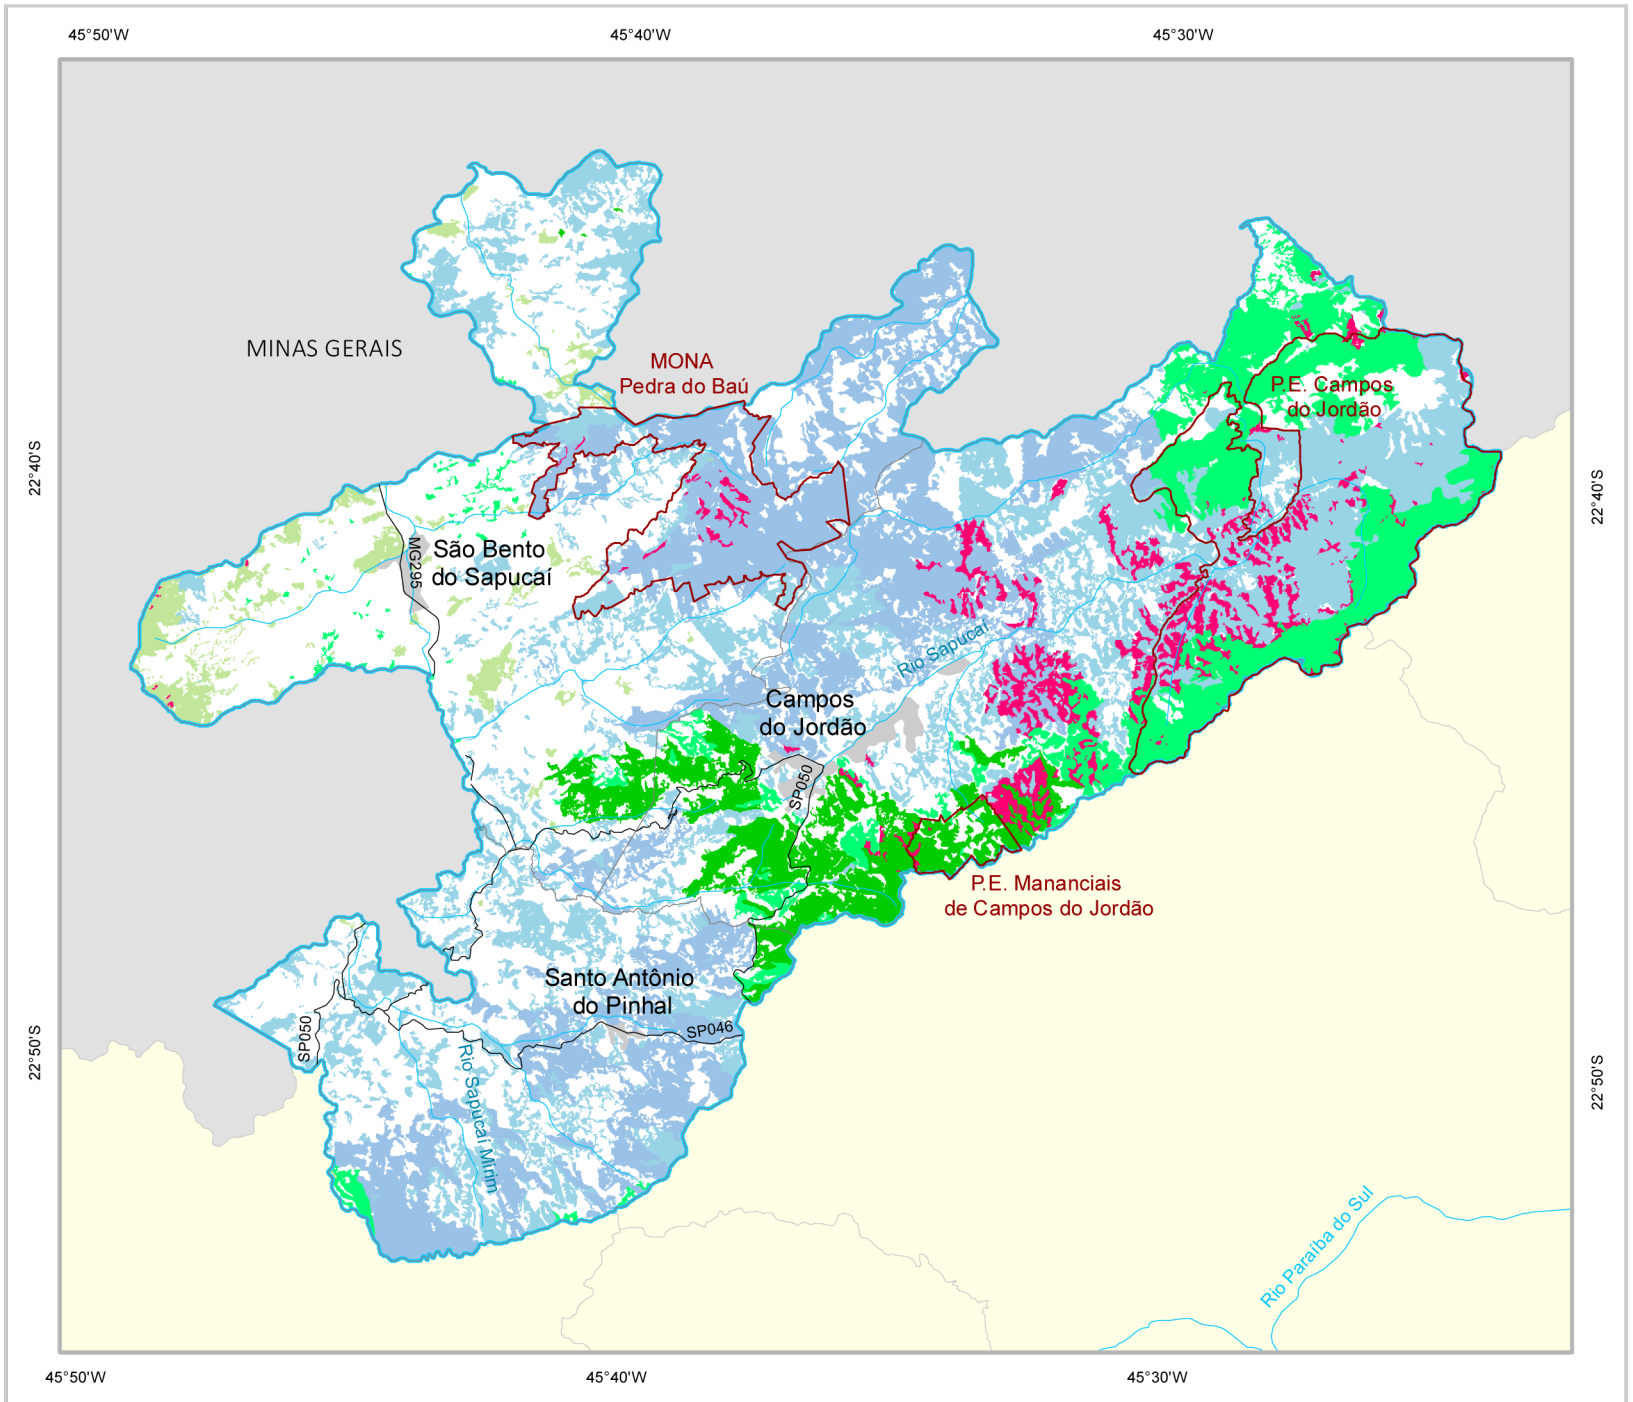 45°50'W
45°40'W
45°30'W
MINAS GERAIS
MONA
Pedra do Baú
P.E. Campos
do Jordão
22°40'S
22°40'S
MG295
São Bento
do Sapucaí
Rio Sapucaí
Campos
do Jordão
SP050
P.E. Mananciais
de Campos do Jordão
Santo Antônio
do Pinhal
SP046
SP050
Rio Sapucaí Mirim
22°50'S
22°50'S
Rio Paraíba do Sul
45°50'W
45°40'W
45°30'W